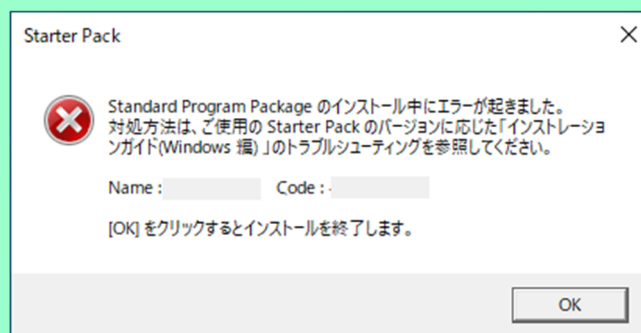 Starter Pack
Standard Program Package のインストール中にエラーが起きました。
対処方法は、ご使用の Starter Pack のバージョンに応じた「インストレーショ
ンガイド(Windows 編) 」のトラブルシューティングを参照してください。
Name : Code : -
[OK] をクリックするとインストールを終了します。
OK